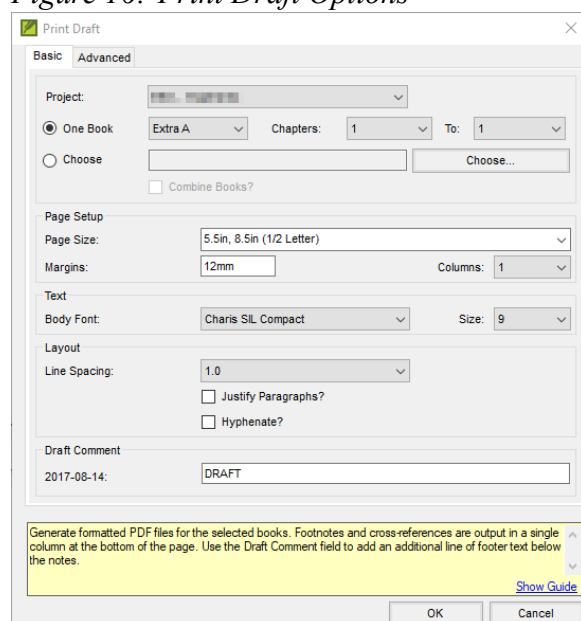 Figure 10: Print Draft Options
Print Draft
Basic Advanced
Project:
One Book Extra A Chapters: 1 To: 1
Choose Choose...
Combine Books?
Page Setup
Page Size: 5.5in, 8.5in (1/2 Letter)
Margins: 12mm Columns: 1
Text
Body Font: Charis SIL Compact Size: 9
Layout
Line Spacing: 1.0
Justify Paragraphs?
Hyphenate?
Draft Comment
2017-08-14: DRAFT
Generate formatted PDF files for the selected books. Footnotes and cross-references are output in a single
column at the bottom of the page. Use the Draft Comment field to add an additional line of footer text below
the notes.
Show Guide
OK Cancel